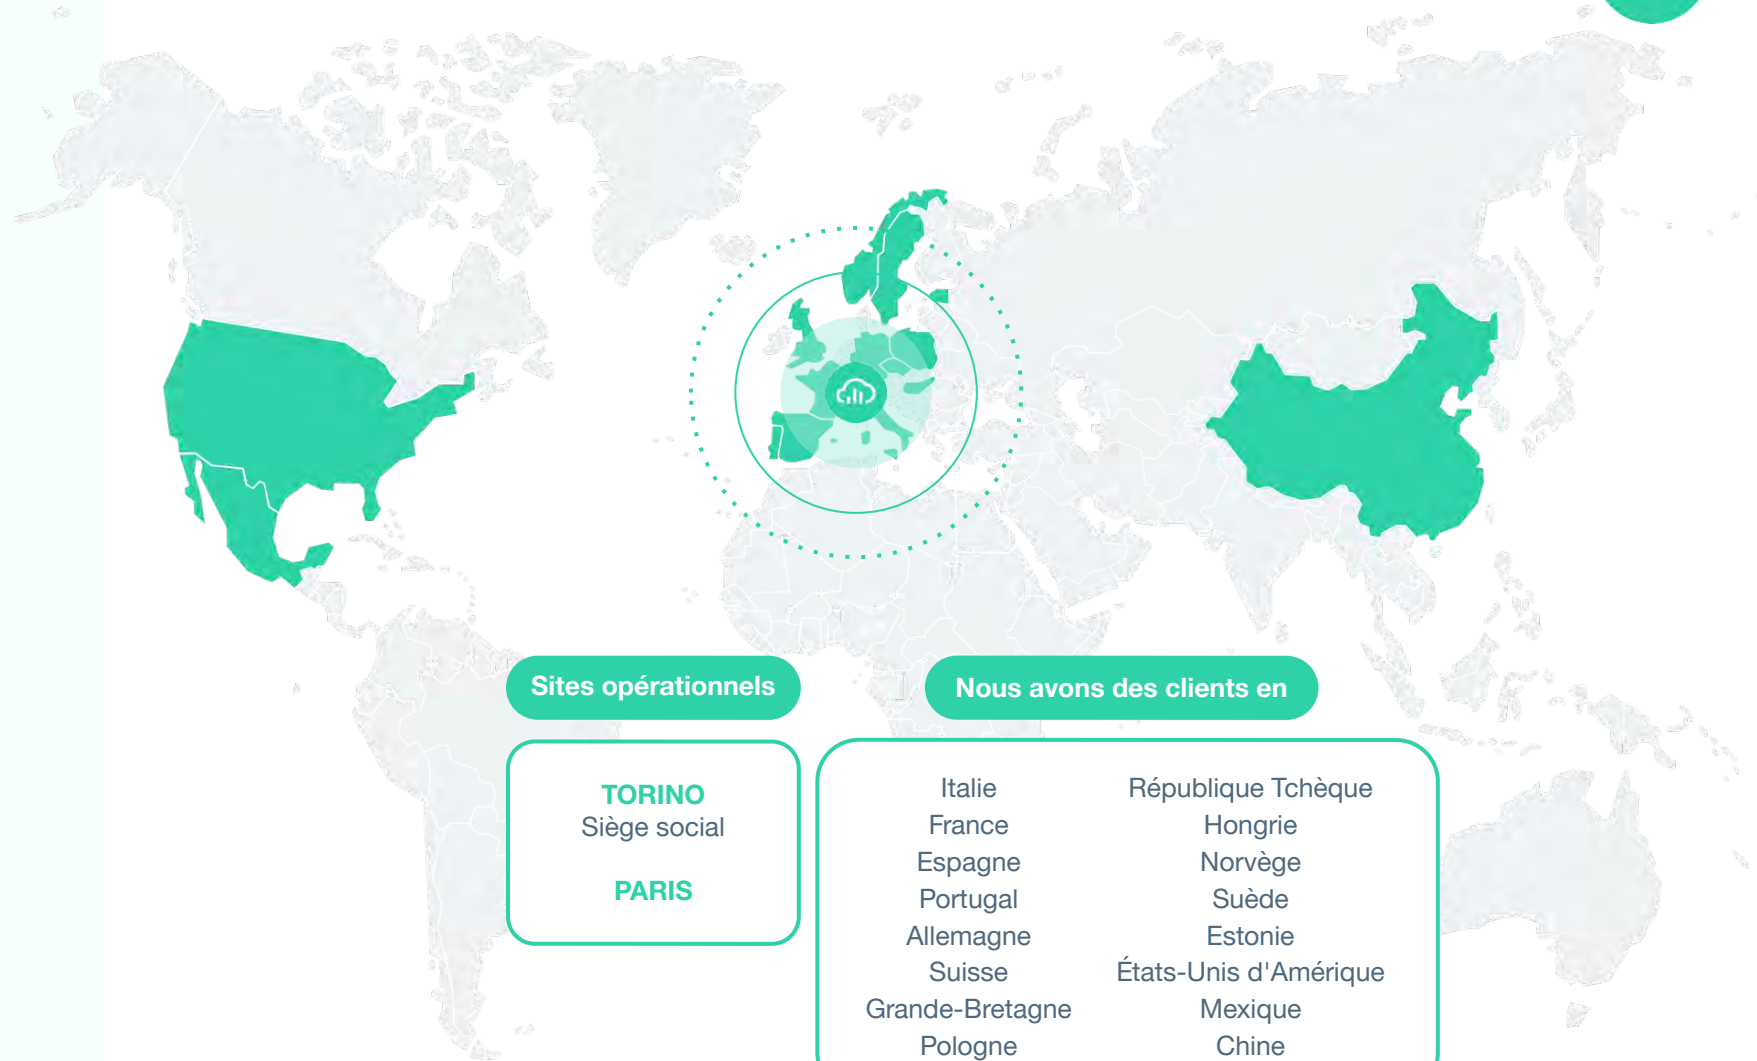 Sites opérationnels
TORINO
Siège social
PARIS
Nous avons des clients en
Italie
France
Espagne
Portugal
Allemagne
Suisse
Grande-Bretagne
Pologne
République Tchèque
Hongrie
Norvège
Suède
Estonie
États-Unis d'Amérique
Mexique
Chine